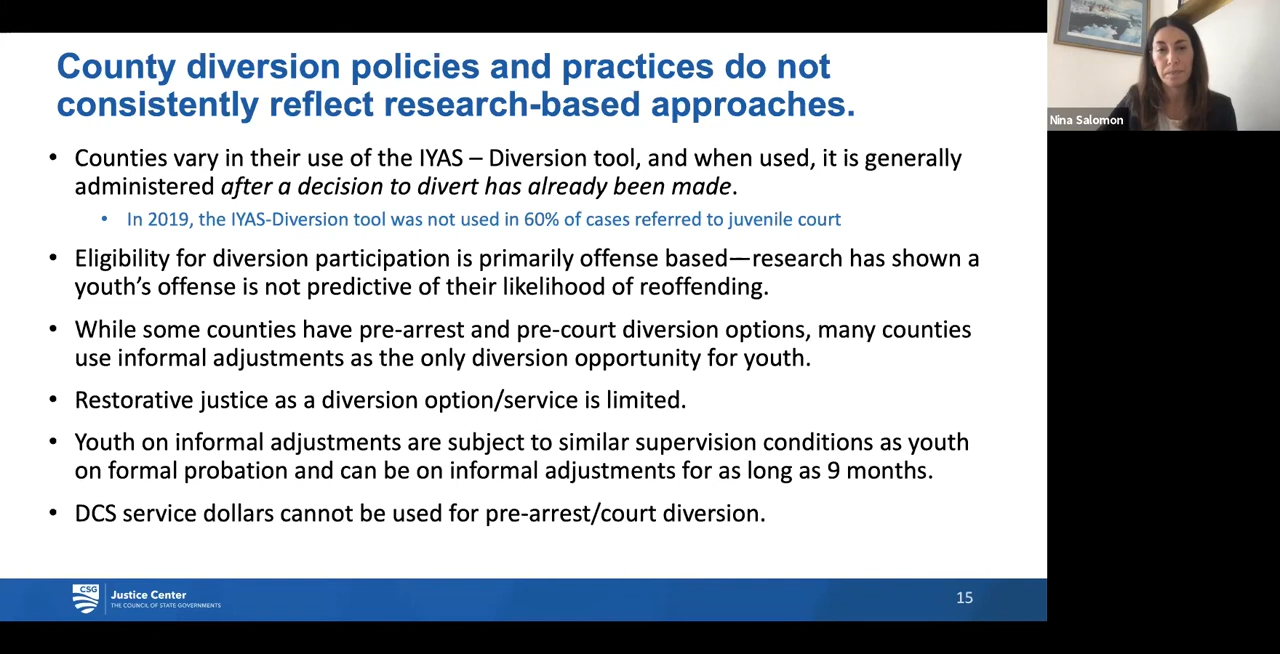 County diversion policies and practices do not
consistently reflect research-based approaches.
• Counties vary in their use of the IYAS – Diversion tool, and when used, it is generally
administered after a decision to divert has already been made.
• In 2019, the IYAS-Diversion tool was not used in 60% of cases referred to juvenile court
• Eligibility for diversion participation is primarily offense based—research has shown a
youth’s offense is not predictive of their likelihood of reoffending.
• While some counties have pre-arrest and pre-court diversion options, many counties
use informal adjustments as the only diversion opportunity for youth.
• Restorative justice as a diversion option/service is limited.
• Youth on informal adjustments are subject to similar supervision conditions as youth
on formal probation and can be on informal adjustments for as long as 9 months.
• DCS service dollars cannot be used for pre-arrest/court diversion.
CSG
Justice Center
THE COUNCIL OF STATE GOVERNMENTS
15
Nina Salomon